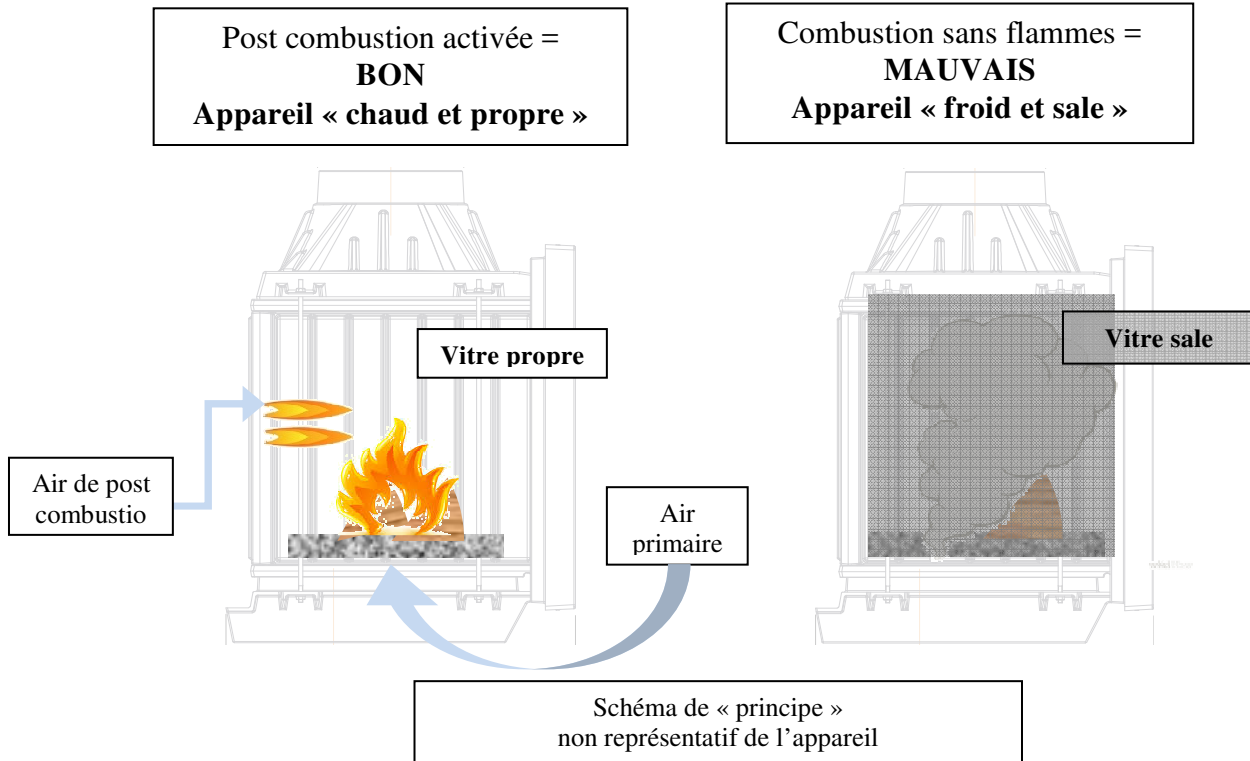 Post combustion activée =
BON
Appareil « chaud et propre »
Combustion sans flammes =
MAUVAIS
Appareil « froid et sale »
Vitre propre
Vitre sale
Air de post
combustio
Air
primaire
Schéma de « principe »
non représentatif de l’appareil